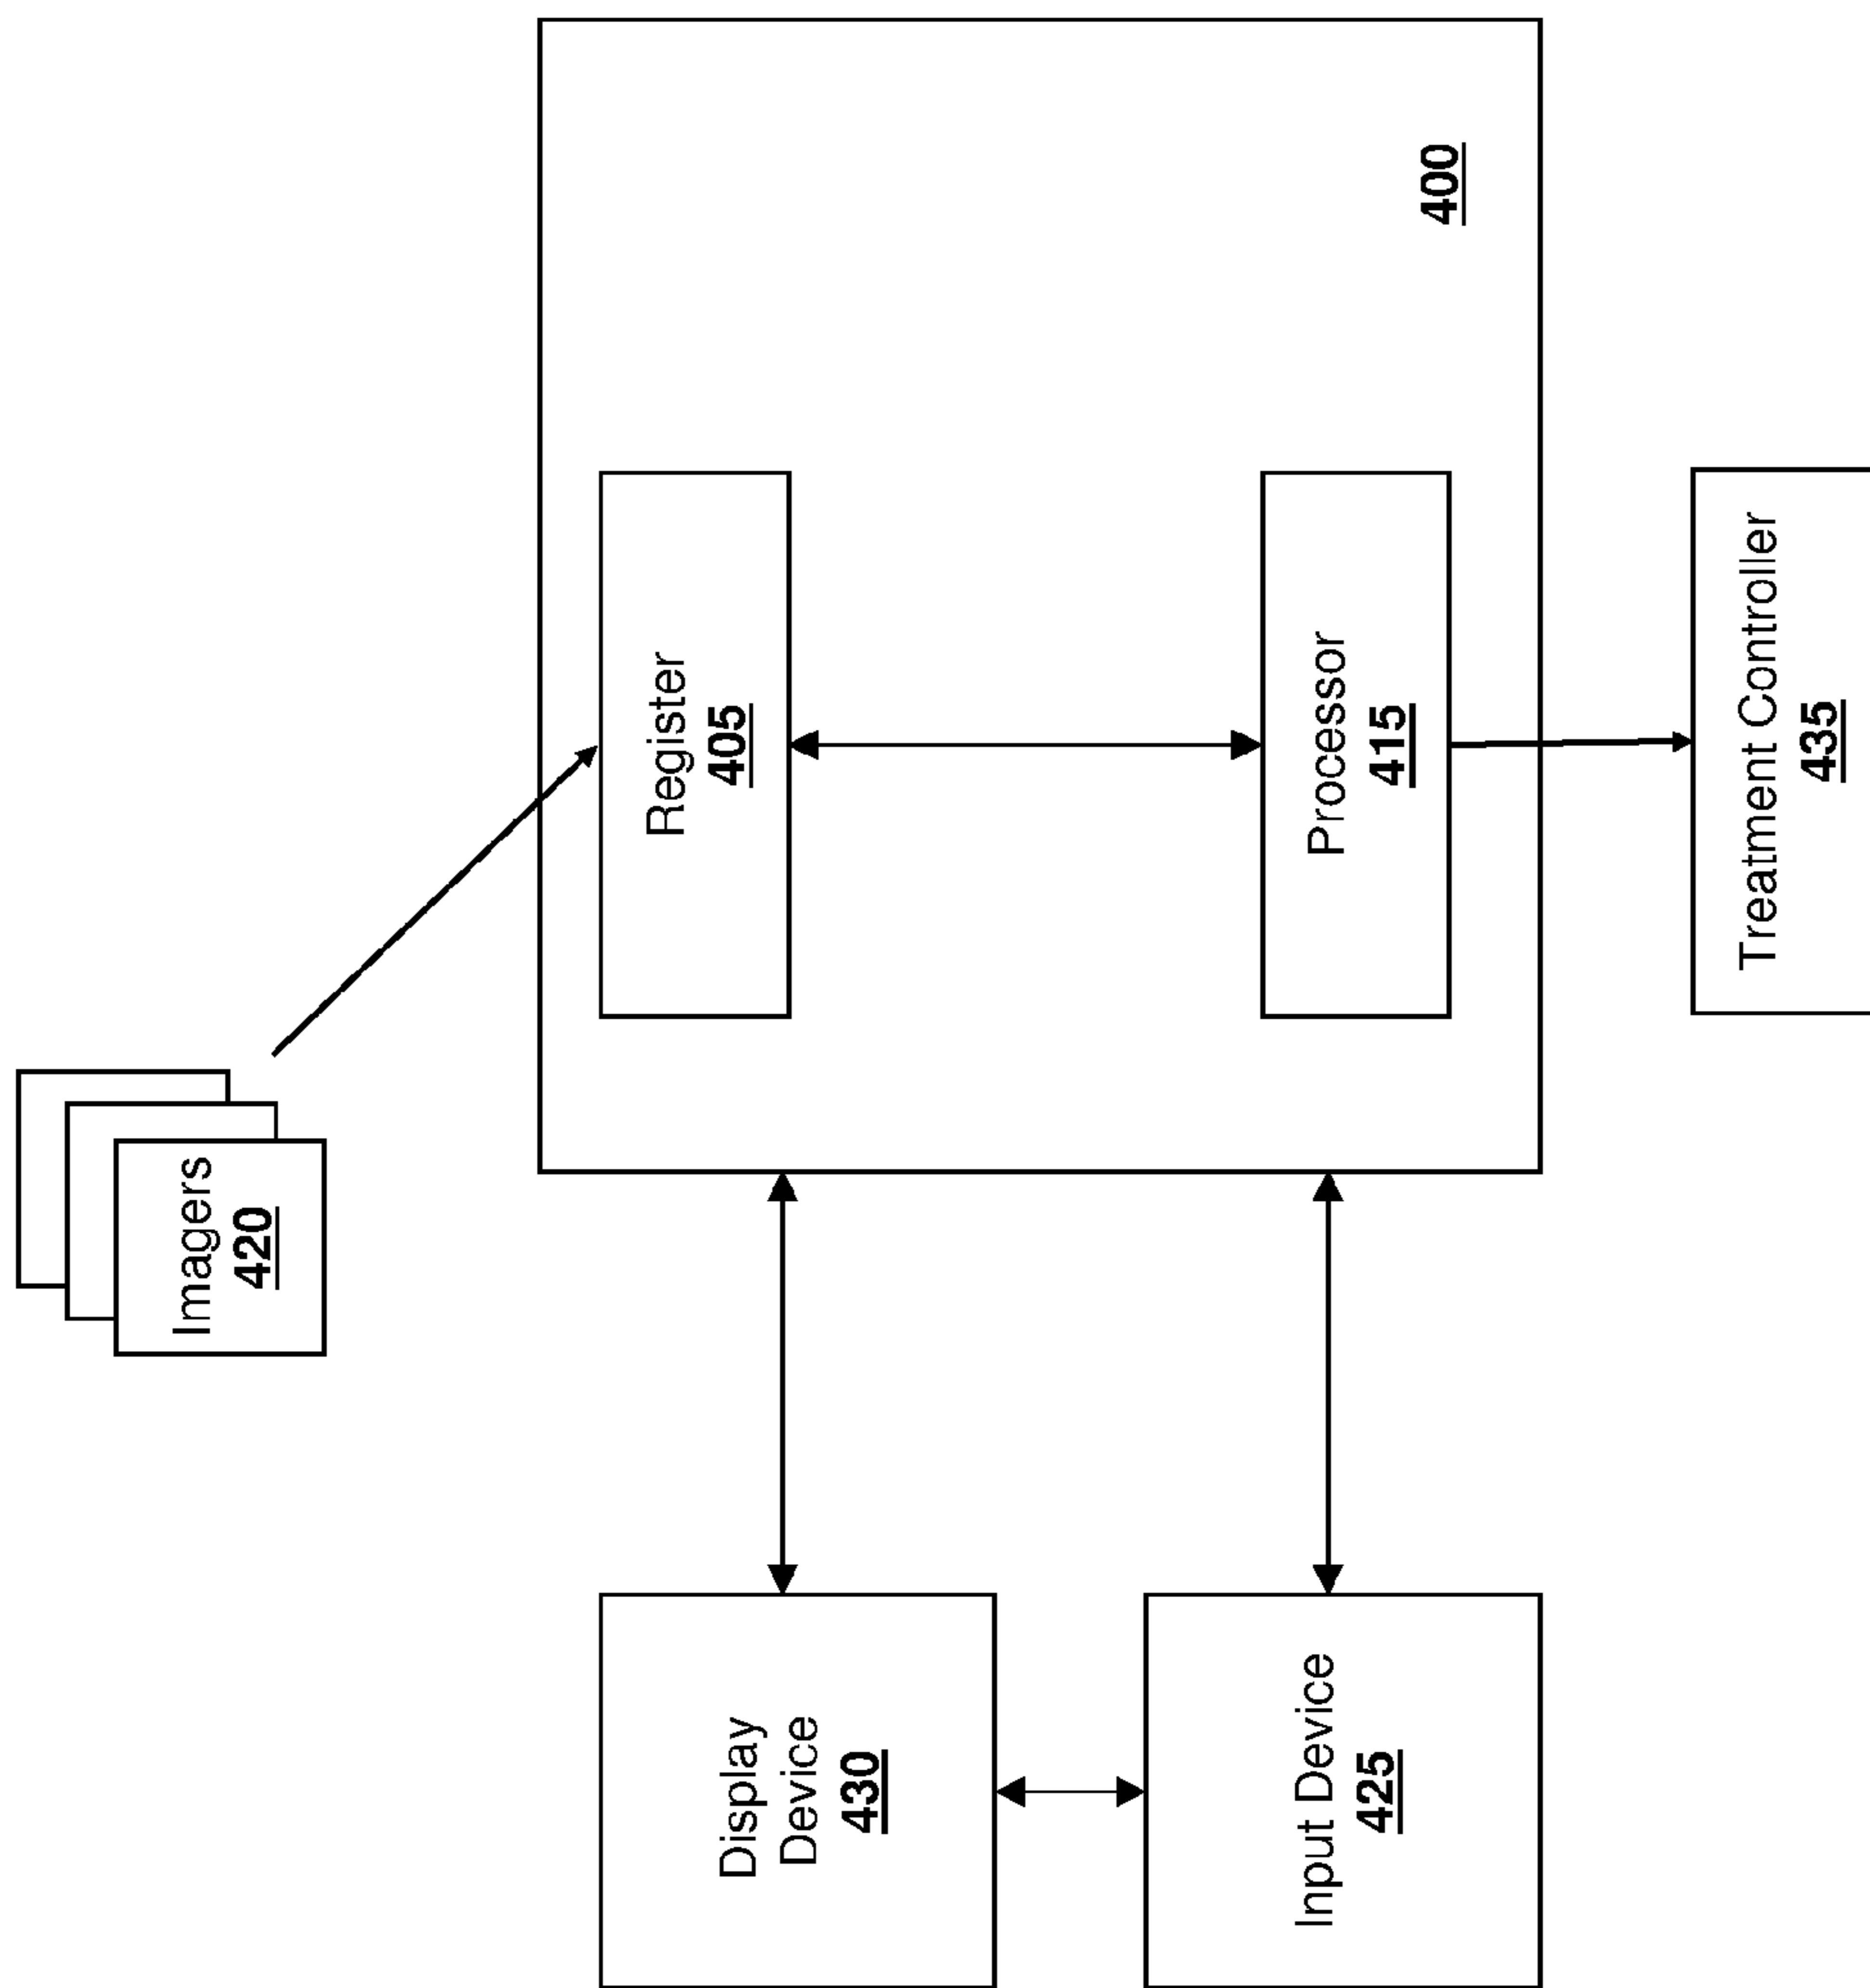 Imagers
420
Register
405
400
Processor
415
Treatment Controller
435
Display
Device
430
Input Device
425